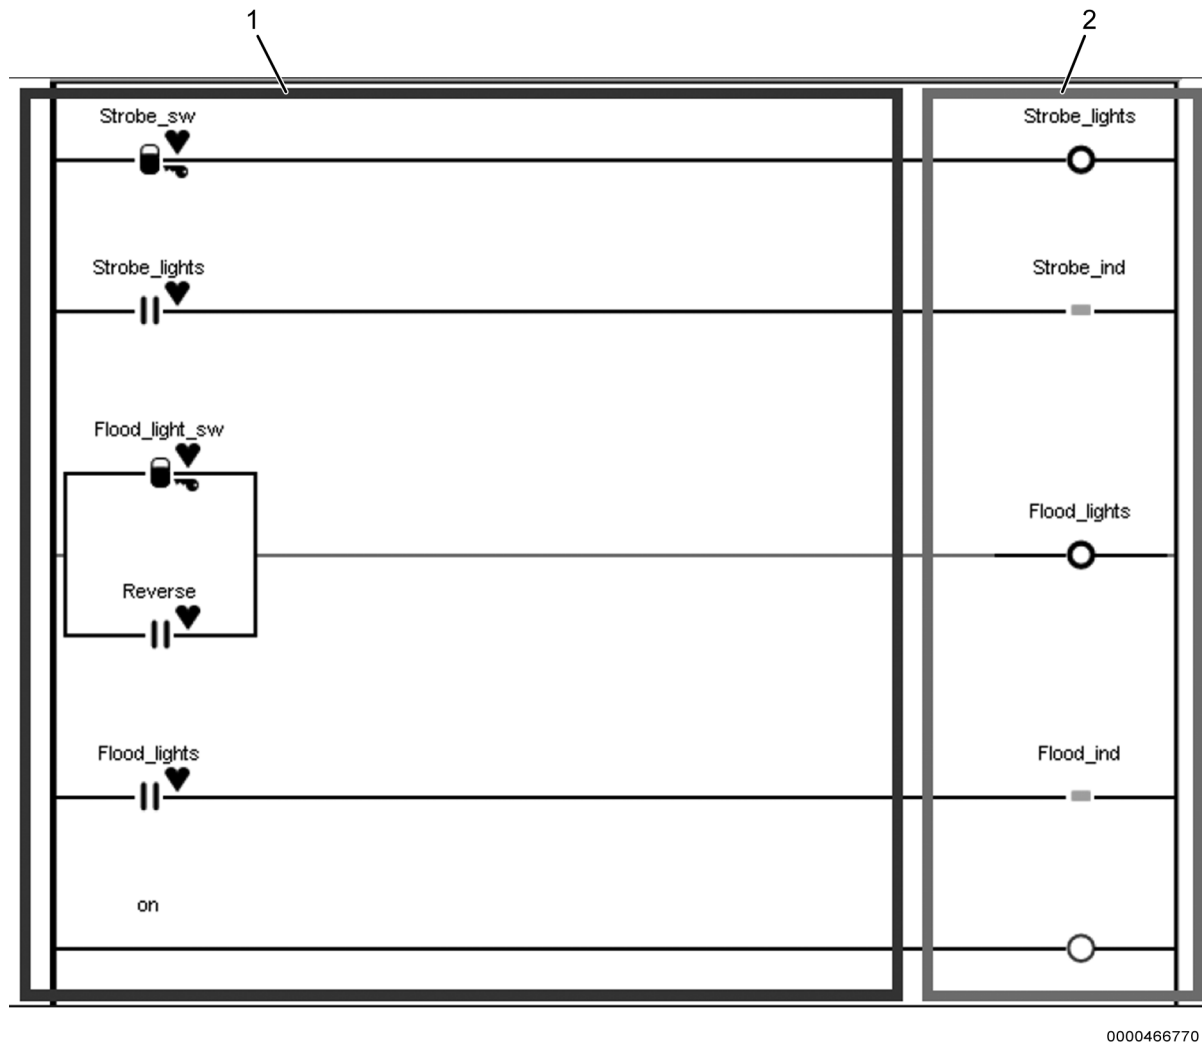 1 2
Strobe_sw Strobe_lights
Strobe_lights Strobe_ind
Flood_light_sw
Flood_lights
Reverse
Flood_lights Flood_ind
on
0000466770